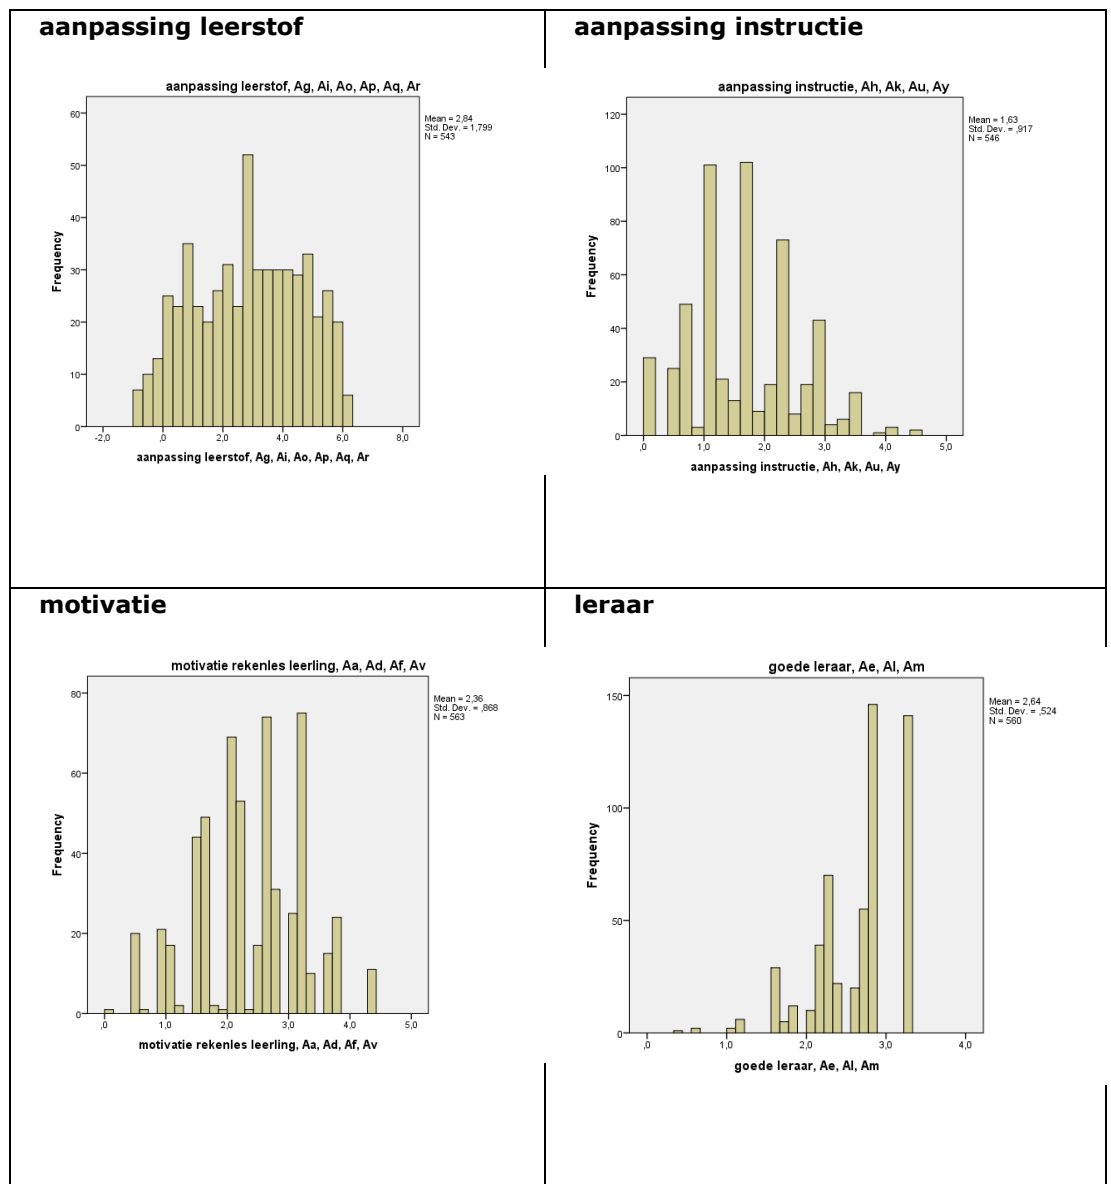 aanpassing leerstof
aanpassing leerstof, Ag, Ai, Ao, Ap, Aq, Ar
Mean = 2,84
Std. Dev. = 1,799
N = 543
60
50
40
30
20
10
0
Frequency
-2,0 ,0 2,0 4,0 6,0 8,0
aanpassing leerstof, Ag, Ai, Ao, Ap, Aq, Ar
aanpassing instructie
aanpassing instructie, Ah, Ak, Au, Ay
Mean = 1,63
Std. Dev. = ,917
N = 546
120
100
80
60
40
20
0
Frequency
,0 1,0 2,0 3,0 4,0 5,0
aanpassing instructie, Ah, Ak, Au, Ay
motivatie
motivatie rekenles leerling, Aa, Ad, Af, Av
Mean = 2,36
Std. Dev. = ,868
N = 563
80
60
40
20
0
Frequency
,0 1,0 2,0 3,0 4,0 5,0
motivatie rekenles leerling, Aa, Ad, Af, Av
leraar
goede leraar, Ae, Al, Am
Mean = 2,64
Std. Dev. = ,524
N = 560
150
100
50
0
Frequency
,0 1,0 2,0 3,0 4,0
goede leraar, Ae, Al, Am